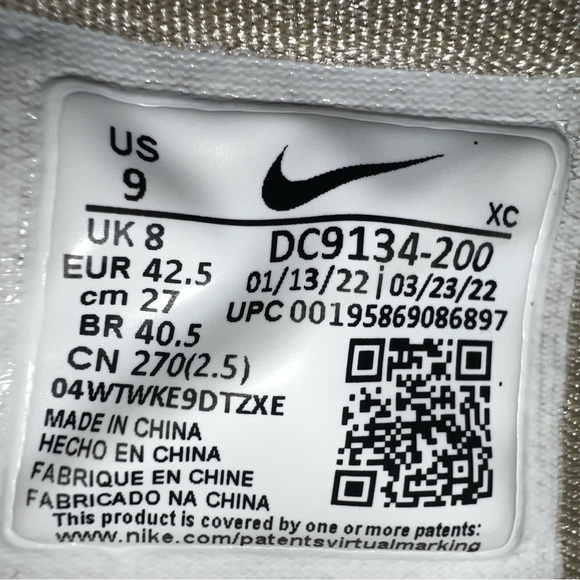 US
9
XC
UK 8
DC9134-200
EUR 42.5
01/13/22 | 03/23/22
cm 27
UPC 00195869086897
BR 40.5
CN 270(2.5)
04WTWKE9DTZXE
MADE IN CHINA
HECHO EN CHINA
FABRIQUE EN CHINE
FABRICADO NA CHINA
This product is covered by one or more patents:
www.nike.com/patentsvirtualmarking